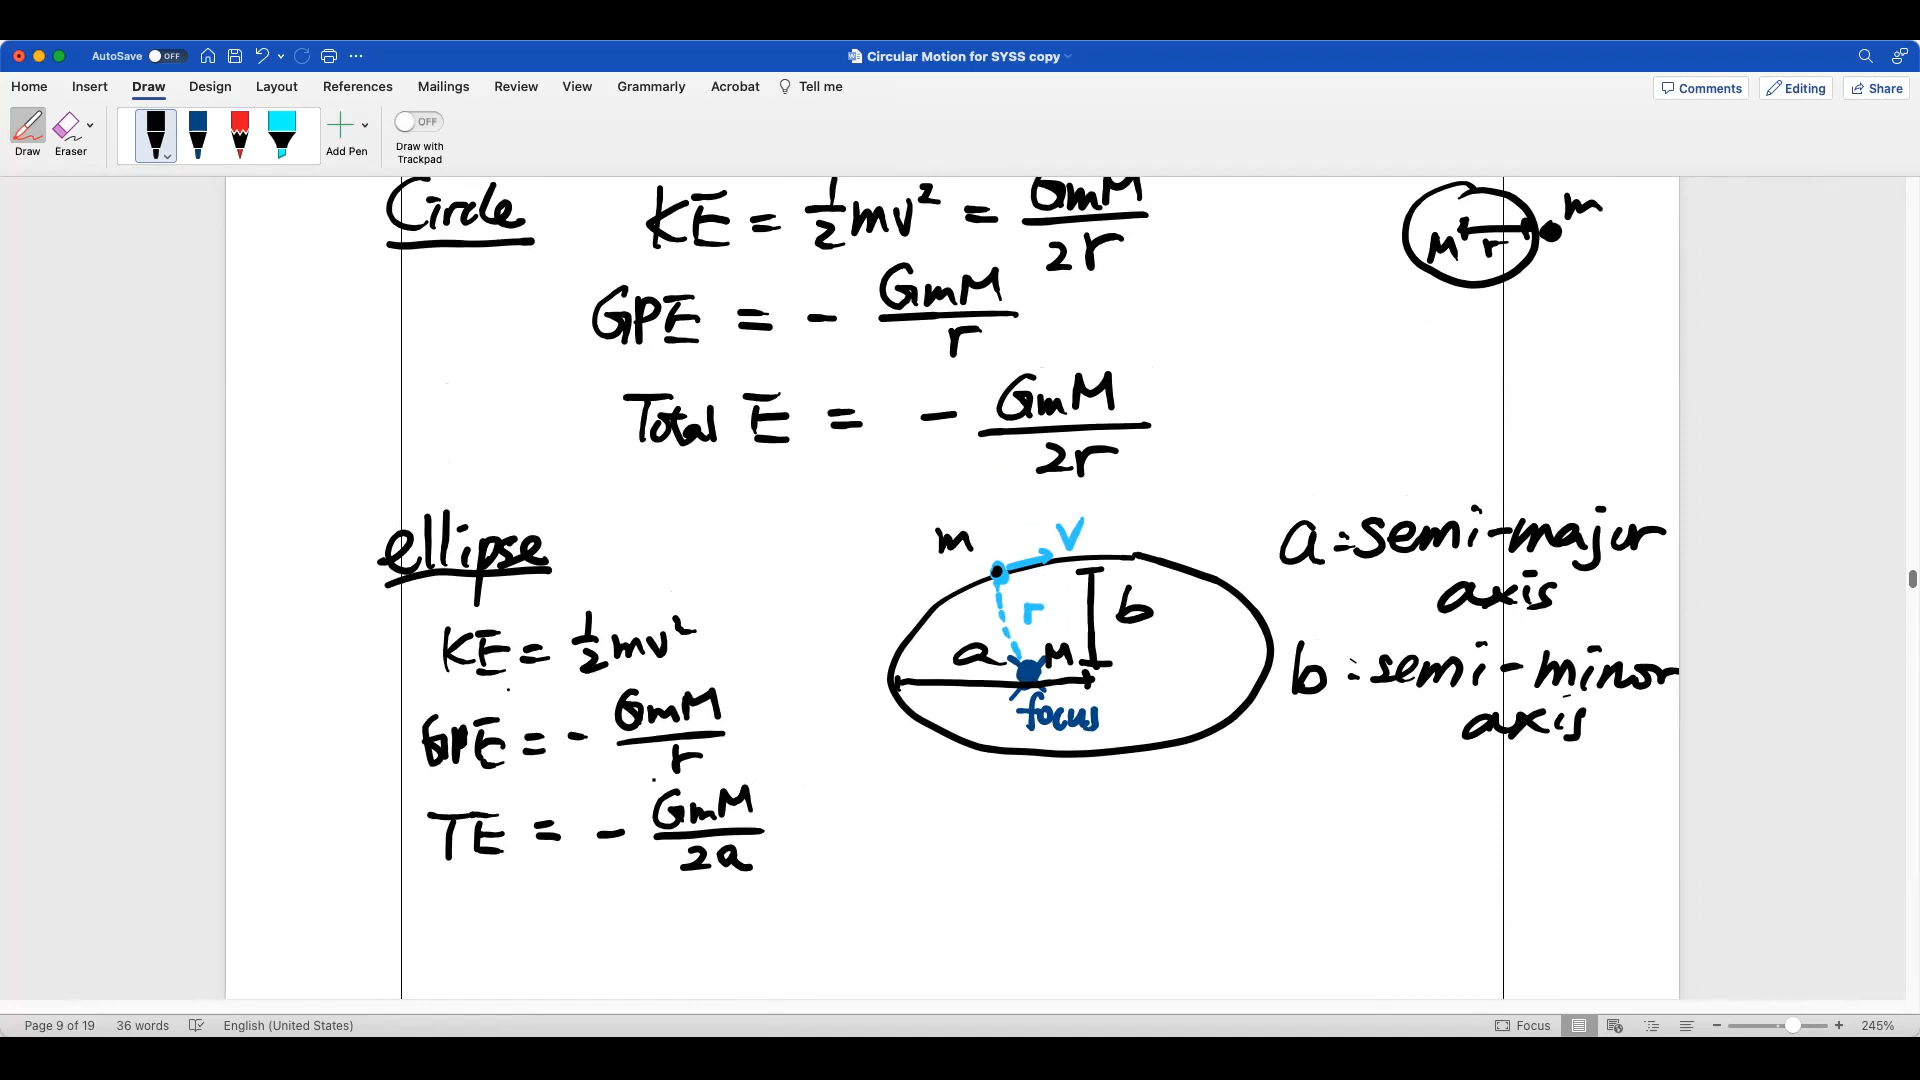 AutoSave OFF
Circular Motion for SYSS copy
Home Insert Draw Design Layout References Mailings Review View Grammarly Acrobat Tell me
Comments Editing Share
Draw Eraser Add Pen OFF Draw with Trackpad
Circle KE = 1/2 mv² = GmM/2r
M r m
GPE = - GmM/r
Total E = - GmM/2r
ellipse
m V
r b
a M
focus
a = semi-major
axis
b : semi-minor
axis
KE = 1/2 mv²
GPE = - GmM/r
TE = - GmM/2a
Page 9 of 19 36 words English (United States) Focus 245%